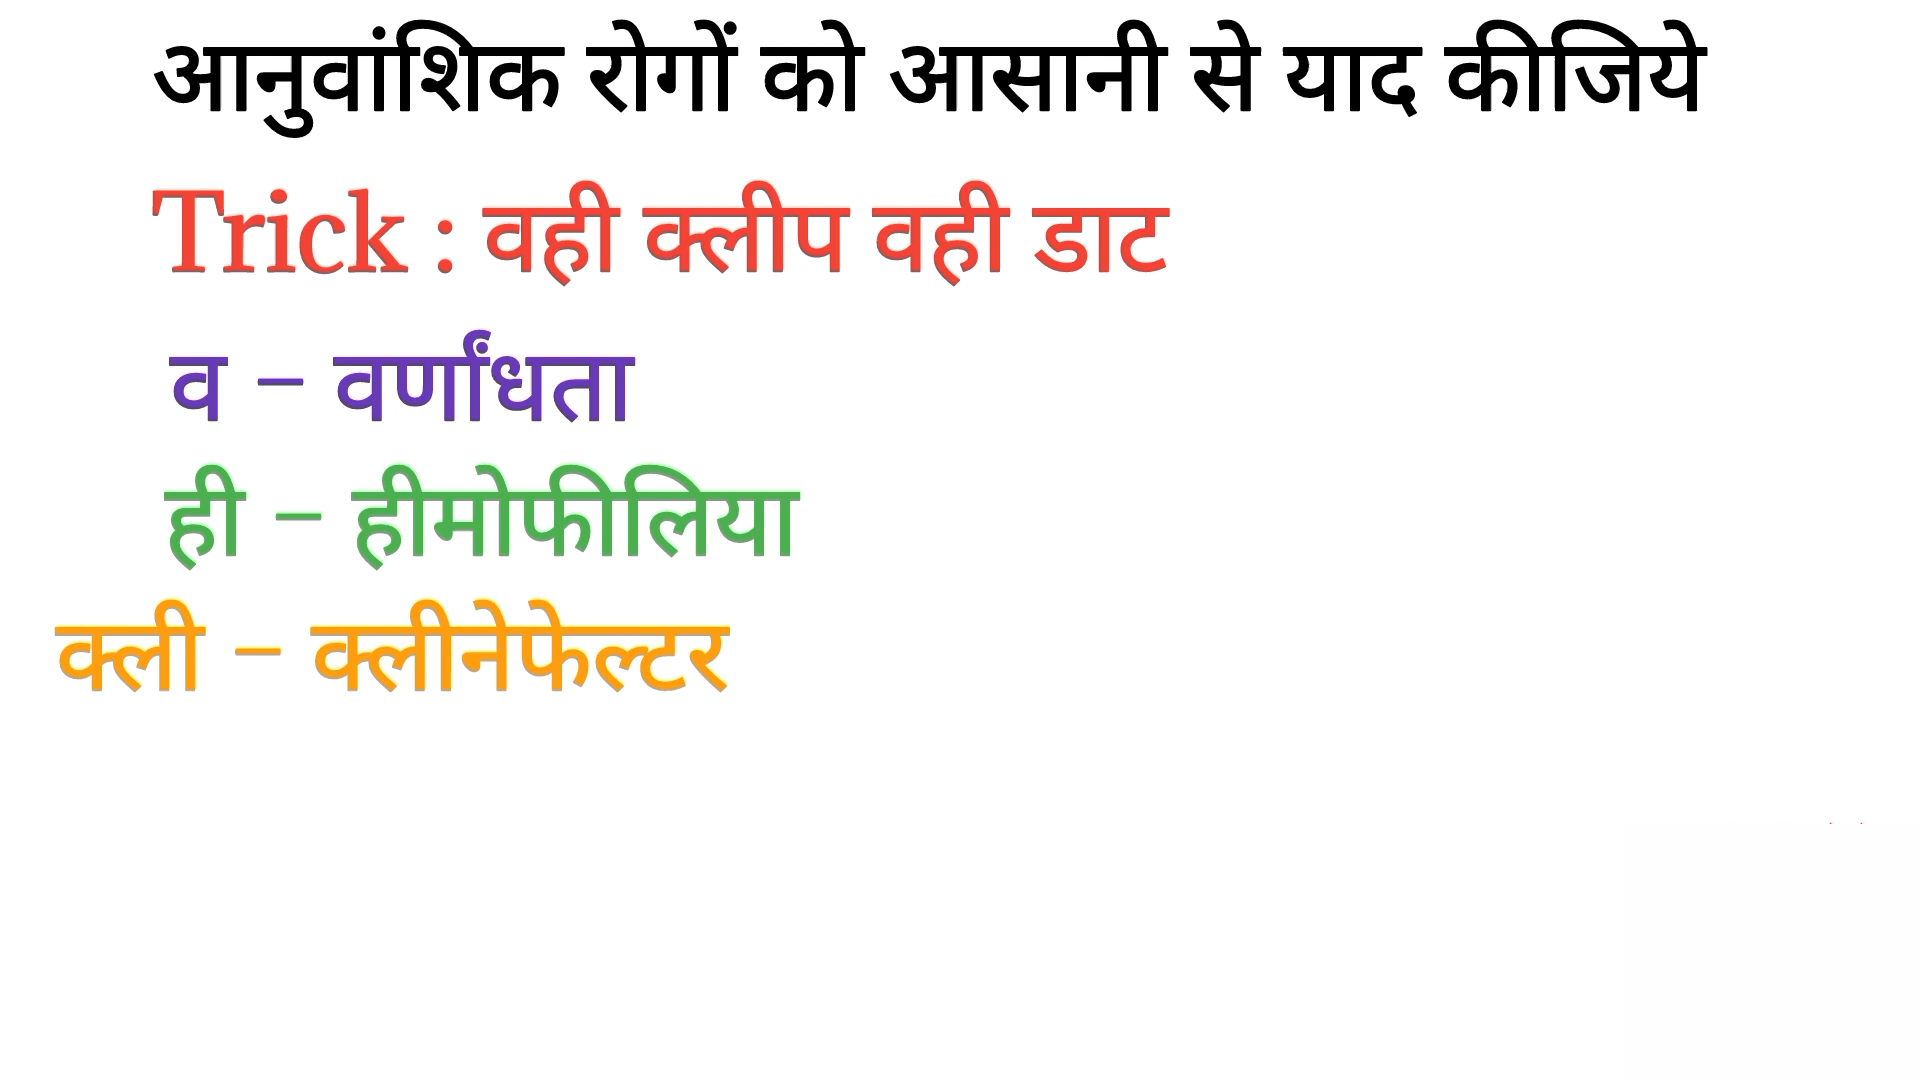 आनुवांशिक रोगों को आसानी से याद कीजिये
Trick : वही क्लीप वही डाट
व – वर्णांधता
ही – हीमोफीलिया
क्ली – क्लीनेफेल्टर